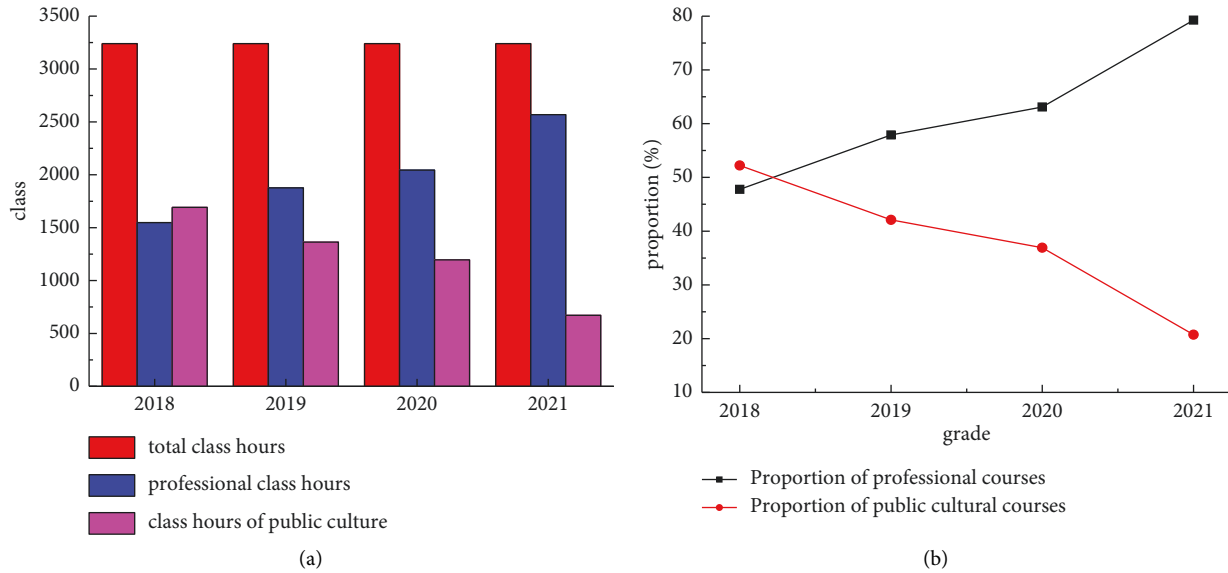 3500
3000
2500
2000
1500
1000
500
0
class
2018 2019 2020 2021
total class hours
professional class hours
class hours of public culture
(a)
80
70
60
50
40
30
20
10
proportion (%)
2018 2019 2020 2021
grade
Proportion of professional courses
Proportion of public cultural courses
(b)